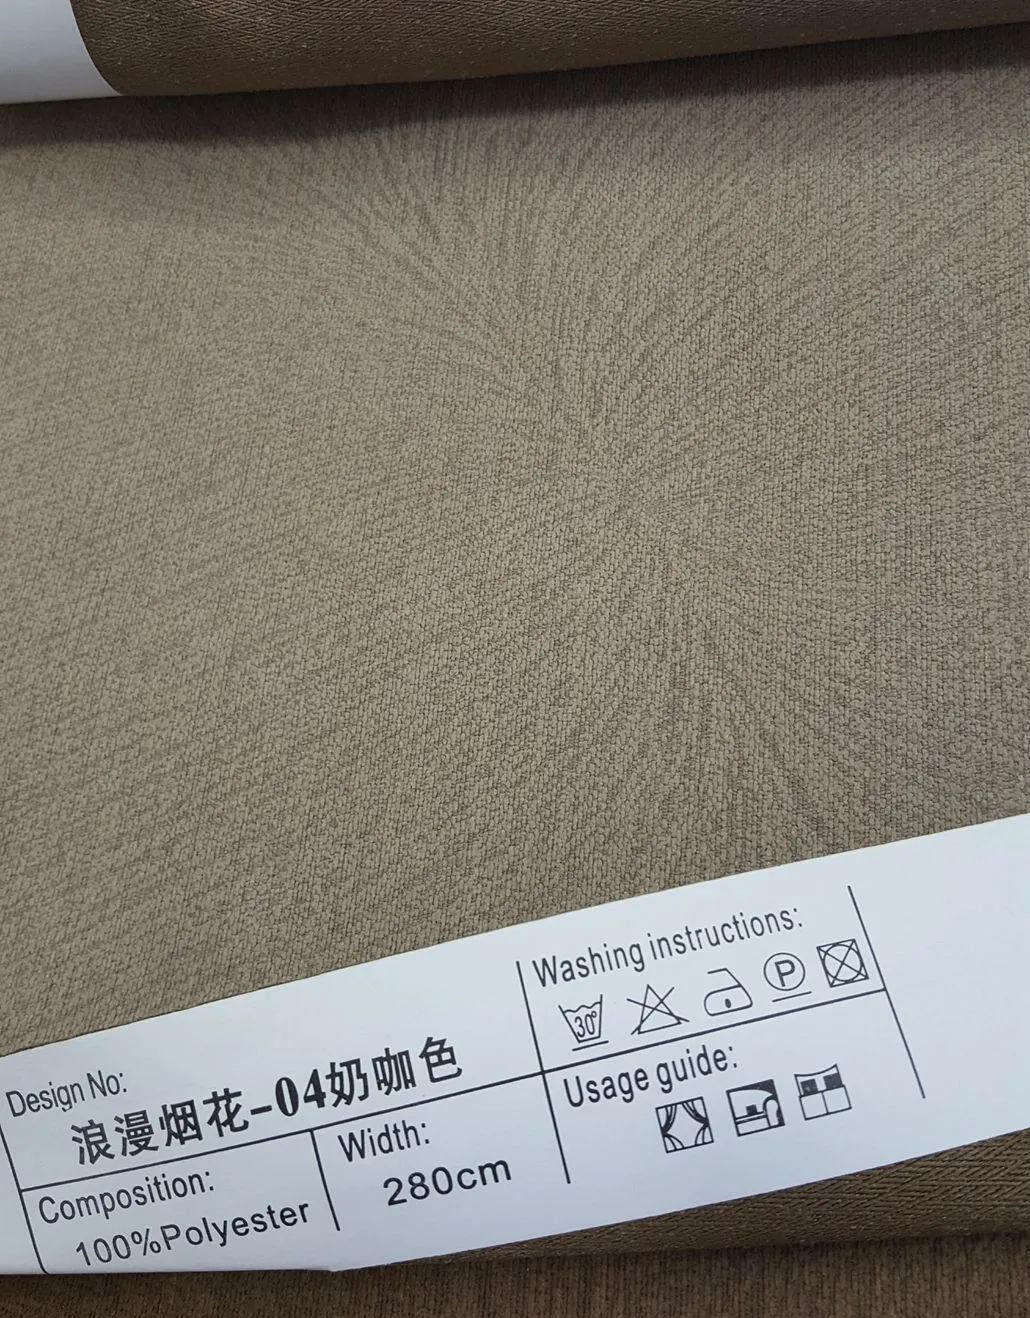 Design No:
浪漫烟花-04奶咖色
Composition:
100%Polyester
Width:
280cm
Washing instructions:
30°
P
Usage guide: